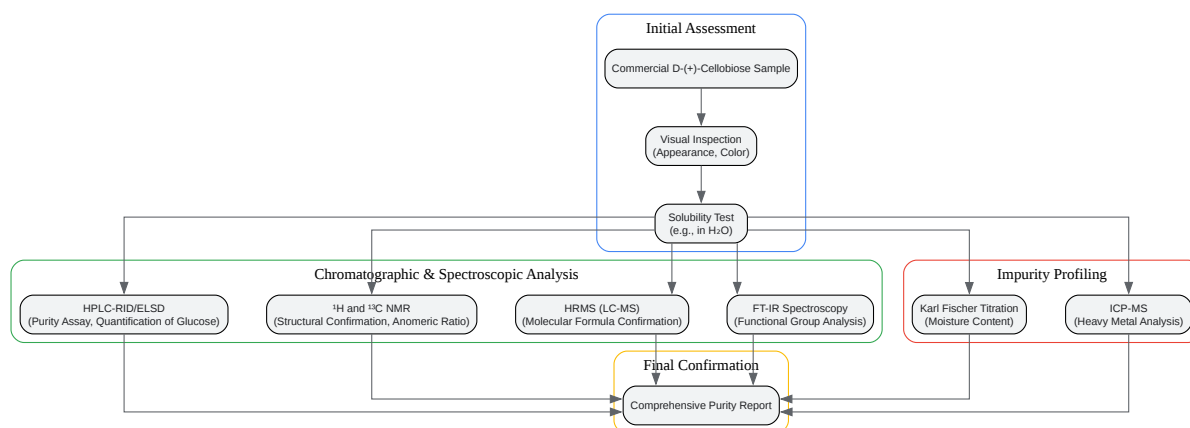 Initial Assessment
Commercial D-(+)-Cellobiose Sample
Visual Inspection
(Appearance, Color)
Solubility Test
(e.g., in H₂O)
Chromatographic & Spectroscopic Analysis
Impurity Profiling
HPLC-RID/ELSD
(Purity Assay, Quantification of Glucose)
¹H and ¹³C NMR
(Structural Confirmation, Anomeric Ratio)
HRMS (LC-MS)
(Molecular Formula Confirmation)
FT-IR Spectroscopy
(Functional Group Analysis)
Karl Fischer Titration
(Moisture Content)
ICP-MS
(Heavy Metal Analysis)
Final Confirmation
Comprehensive Purity Report